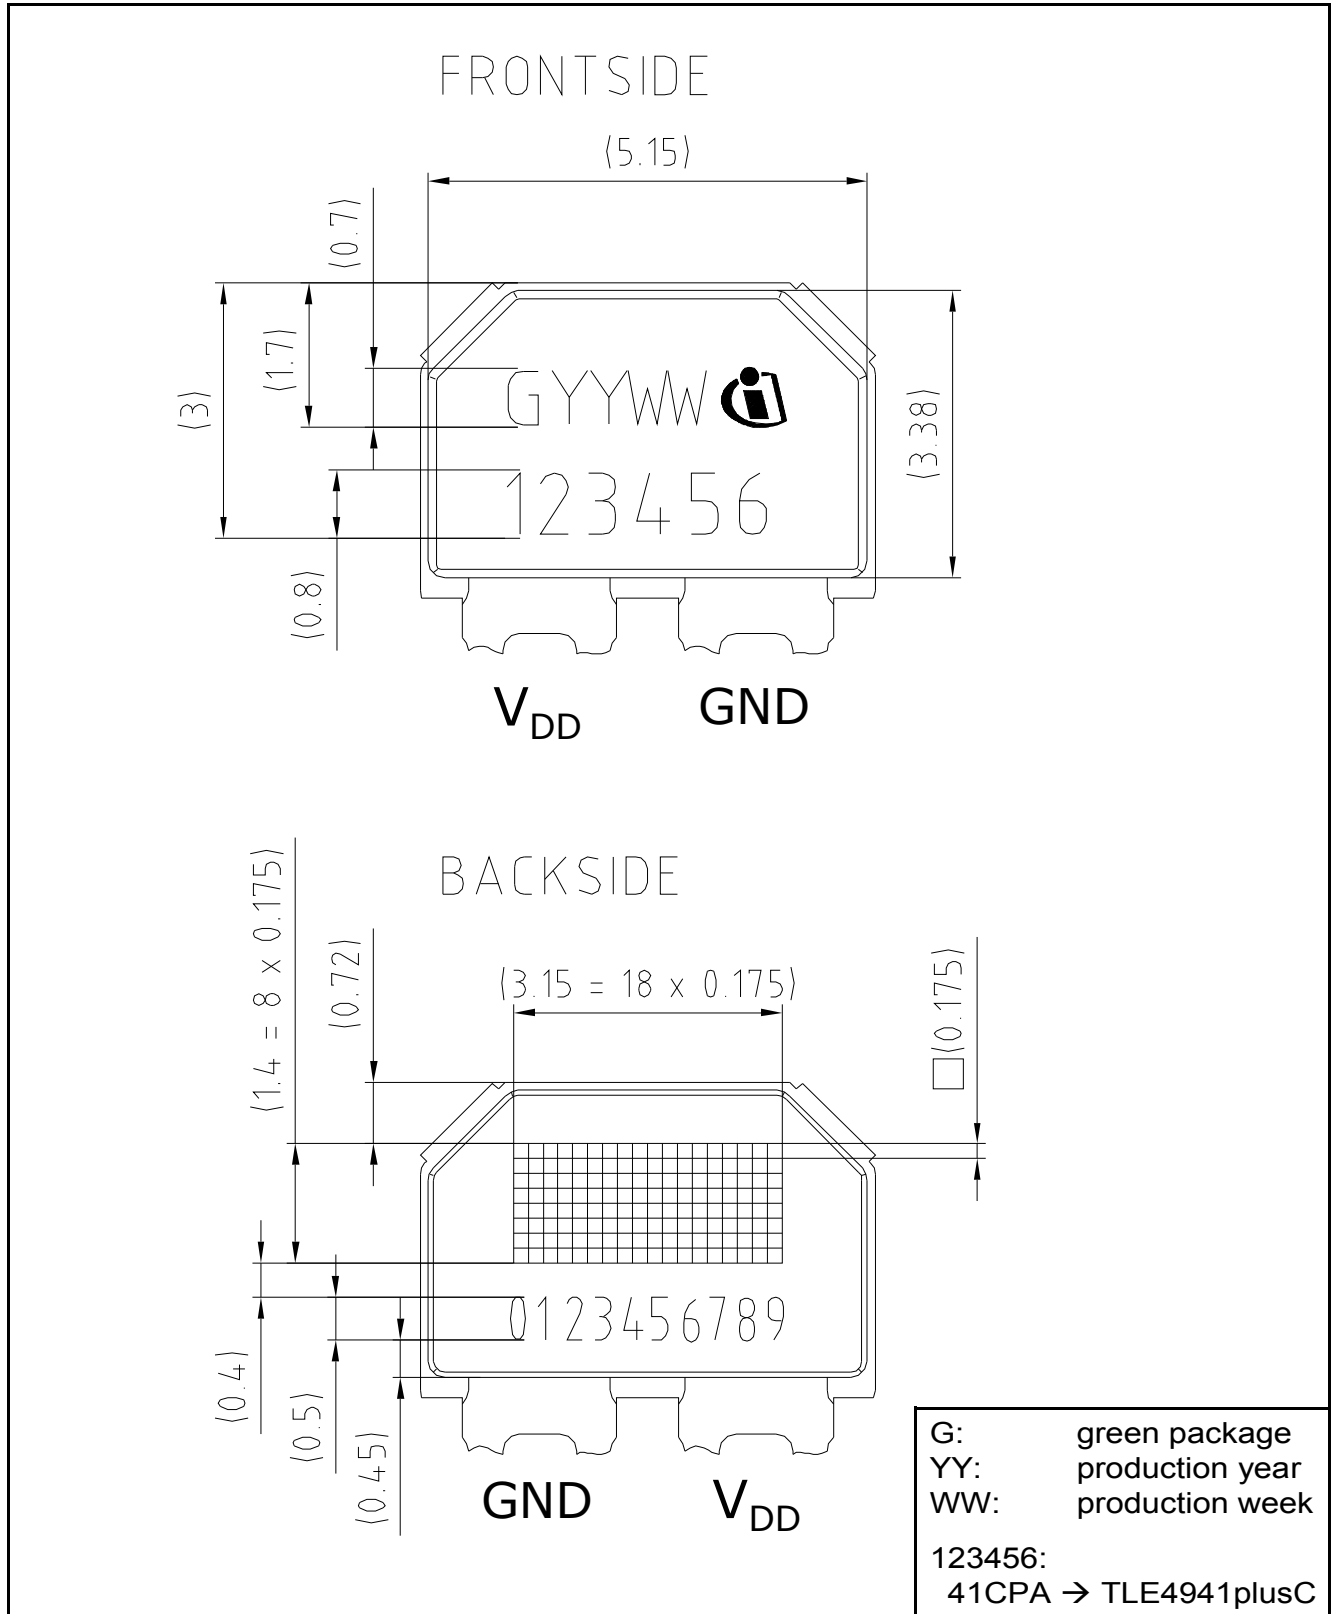 FRONTSIDE
(5.15)
(0.7)
(1.7)
(3)
(3.38)
GYYWW
123456
(0.8)
VDD GND
BACKSIDE
(1.4 = 8 x 0.175)
(0.72)
(3.15 = 18 x 0.175)
□(0.175)
0123456789
(0.4)
(0.5)
(0.45)
GND VDD
G: green package
YY: production year
WW: production week
123456:
41CPA → TLE4941plusC